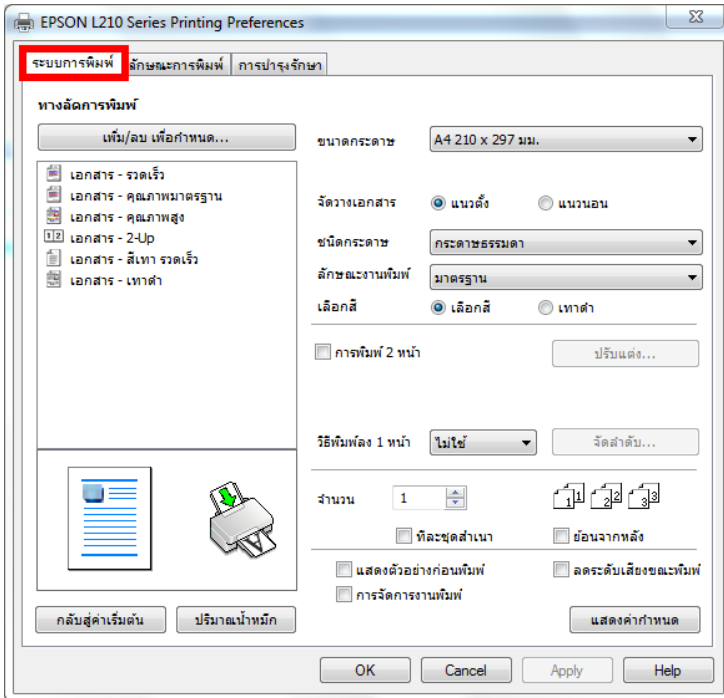 EPSON L210 Series Printing Preferences
ระบบการพิมพ์ ลักษณะการพิมพ์ การบำรุงรักษา
ทางลัดการพิมพ์
เพิ่ม/ลบ เพื่อกำหนด...
เอกสาร - รวดเร็ว
เอกสาร - คุณภาพมาตรฐาน
เอกสาร - คุณภาพสูง
1 2 เอกสาร - 2-Up
เอกสาร - สีเทา รวดเร็ว
เอกสาร - เทาดำ
ขนาดกระดาษ A4 210 x 297 มม.
จัดวางเอกสาร แนวตั้ง แนวนอน
ชนิดกระดาษ กระดาษธรรมดา
ลักษณะงานพิมพ์ มาตรฐาน
เลือกสี เลือกสี เทาดำ
การพิมพ์ 2 หน้า ปรับแต่ง...
วิธีพิมพ์ลง 1 หน้า ไม่ใช้ จัดลำดับ...
จำนวน 1 1 1 2 2 3 3
ทีละชุดสำเนา ย้อนจากหลัง
แสดงตัวอย่างก่อนพิมพ์ ลดระดับเสียงขณะพิมพ์
การจัดการงานพิมพ์
กลับสู่ค่าเริ่มต้น ปริมาณน้ำหมึก แสดงค่ากำหนด
OK Cancel Apply Help